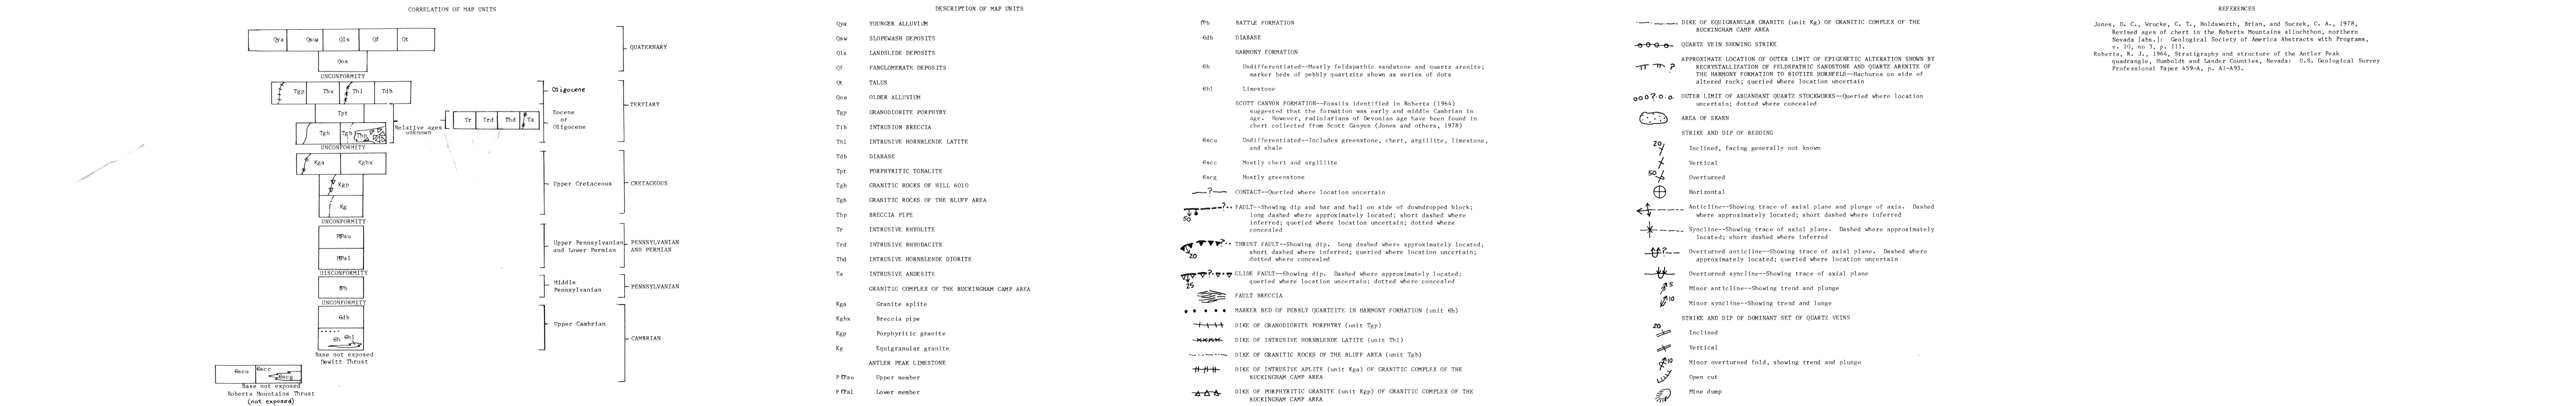 CORRELATION OF MAP UNITS
Qya Qsw Qls Qf Qt
QUATERNARY
Qoa
UNCONFORMITY
Tgp Tbx Thl Tdb
Oligocene
TERTIARY
Tpt
Tr Trd Thd Ta
Eocene
or
Oligocene
Relative ages
unknown
Tgh Tgb Tbp
UNCONFORMITY
Kga Kgbx
Kgp
Upper Cretaceous
CRETACEOUS
Kg
UNCONFORMITY
PℙPau
Upper Pennsylvanian
and Lower Permian
PENNSYLVANIAN
AND PERMIAN
PℙPal
DISCONFORMITY
ℙPb
Middle
Pennsylvanian
PENNSYLVANIAN
UNCONFORMITY
Єdb
Upper Cambrian
Єh Єhl
CAMBRIAN
Base not exposed
Dewitt Thrust
Єscu Єscc
Єscg
Base not exposed
Roberts Mountains Thrust
(not exposed)
DESCRIPTION OF MAP UNITS
Qya YOUNGER ALLUVIUM
Qsw SLOPEWASH DEPOSITS
Qls LANDSLIDE DEPOSITS
Qf FANGLOMERATE DEPOSITS
Qt TALUS
Qoa OLDER ALLUVIUM
Tgp GRANODIORITE PORPHYRY
Tib INTRUSION BRECCIA
Thl INTRUSIVE HORNBLENDE LATITE
Tdb DIABASE
Tpt PORPHYRITIC TONALITE
Tgh GRANITIC ROCKS OF HILL 6010
Tgb GRANITIC ROCKS OF THE BLUFF AREA
Tbp BRECCIA PIPE
Tr INTRUSIVE RHYOLITE
Trd INTRUSIVE RHYODACITE
Thd INTRUSIVE HORNBLENDE DIORITE
Ta INTRUSIVE ANDESITE
GRANITIC COMPLEX OF THE BUCKINGHAM CAMP AREA
Kga Granite aplite
Kgbx Breccia pipe
Kgp Porphyritic granite
Kg Equigranular granite
ANTLER PEAK LIMESTONE
PℙPau Upper member
PℙPal Lower member
ℙPb BATTLE FORMATION
Єdb DIABASE
HARMONY FORMATION
Єh Undifferentiated--Mostly feldspathic sandstone and quartz arenite;
marker beds of pebbly quartzite shown as series of dots
Єhl Limestone
SCOTT CANYON FORMATION--Fossils identified in Roberts (1964)
suggested that the formation was early and middle Cambrian in
age. However, radiolarians of Devonian age have been found in
chert collected from Scott Canyon (Jones and others, 1978)
Єscu Undifferentiated--Includes greenstone, chert, argillite, limestone,
and shale
Єscc Mostly chert and argillite
Єscg Mostly greenstone
? CONTACT--Queried where location uncertain
50 ? FAULT--Showing dip and bar and ball on side of downdropped block;
long dashed where approximately located; short dashed where
inferred; queried where location uncertain; dotted where
concealed
20 ? THRUST FAULT--Showing dip. Long dashed where approximately located;
short dashed where inferred; queried where location uncertain;
dotted where concealed
25 ? GLIDE FAULT--Showing dip. Dashed where approximately located;
queried where location uncertain; dotted where concealed
FAULT BRECCIA
MARKER BED OF PEBBLY QUARTZITE IN HARMONY FORMATION (unit Єh)
DIKE OF GRANODIORITE PORPHYRY (unit Tgp)
DIKE OF INTRUSIVE HORNBLENDE LATITE (unit Thl)
DIKE OF GRANITIC ROCKS OF THE BLUFF AREA (unit Tgb)
DIKE OF INTRUSIVE APLITE (unit Kga) OF GRANITIC COMPLEX OF THE
BUCKINGHAM CAMP AREA
DIKE OF PORPHYRITIC GRANITE (unit Kgp) OF GRANITIC COMPLEX OF THE
BUCKINGHAM CAMP AREA
DIKE OF EQUIGRANULAR GRANITE (unit Kg) OF GRANITIC COMPLEX OF THE
BUCKINGHAM CAMP AREA
QUARTZ VEIN SHOWING STRIKE
? APPROXIMATE LOCATION OF OUTER LIMIT OF EPIGENETIC ALTERATION SHOWN BY
RECRYSTALLIZATION OF FELDSPATHIC SANDSTONE AND QUARTZ ARENITE OF
THE HARMONY FORMATION TO BIOTITE HORNFELS--Hachures on side of
altered rock; queried where location uncertain
? OUTER LIMIT OF ABUANDANT QUARTZ STOCKWORKS--Queried where location
uncertain; dotted where concealed
AREA OF SKARN
STRIKE AND DIP OF BEDDING
20 Inclined, facing generally not known
Vertical
50 Overturned
Horizontal
Anticline--Showing trace of axial plane and plunge of axis. Dashed
where approximately located; short dashed where inferred
Syncline--Showing trace of axial plane. Dashed where approximately
located; short dashed where inferred
? Overturned anticline--Showing trace of axial plane. Dashed where
approximately located; queried where location uncertain
Overturned syncline--Showing trace of axial plane
5 Minor anticline--Showing trend and plunge
10 Minor syncline--Showing trend and lunge
STRIKE AND DIP OF DOMINANT SET OF QUARTZ VEINS
20 Inclined
Vertical
10 Minor overturned fold, showing trend and plunge
Open cut
Mine dump
REFERENCES
Jones, D. C., Wrucke, C. T., Holdsworth, Brian, and Suczek, C. A., 1978,
Revised ages of chert in the Roberts Mountains allochthon, northern
Nevada [abs.]: Geological Society of America Abstracts with Programs,
v. 10, no 3, p. 111.
Roberts, R. J., 1964, Stratigraphy and structure of the Antler Peak
quadrangle, Humboldt and Lander Counties, Nevada: U.S. Geological Survey
Professional Paper 459-A, p. A1-A93.